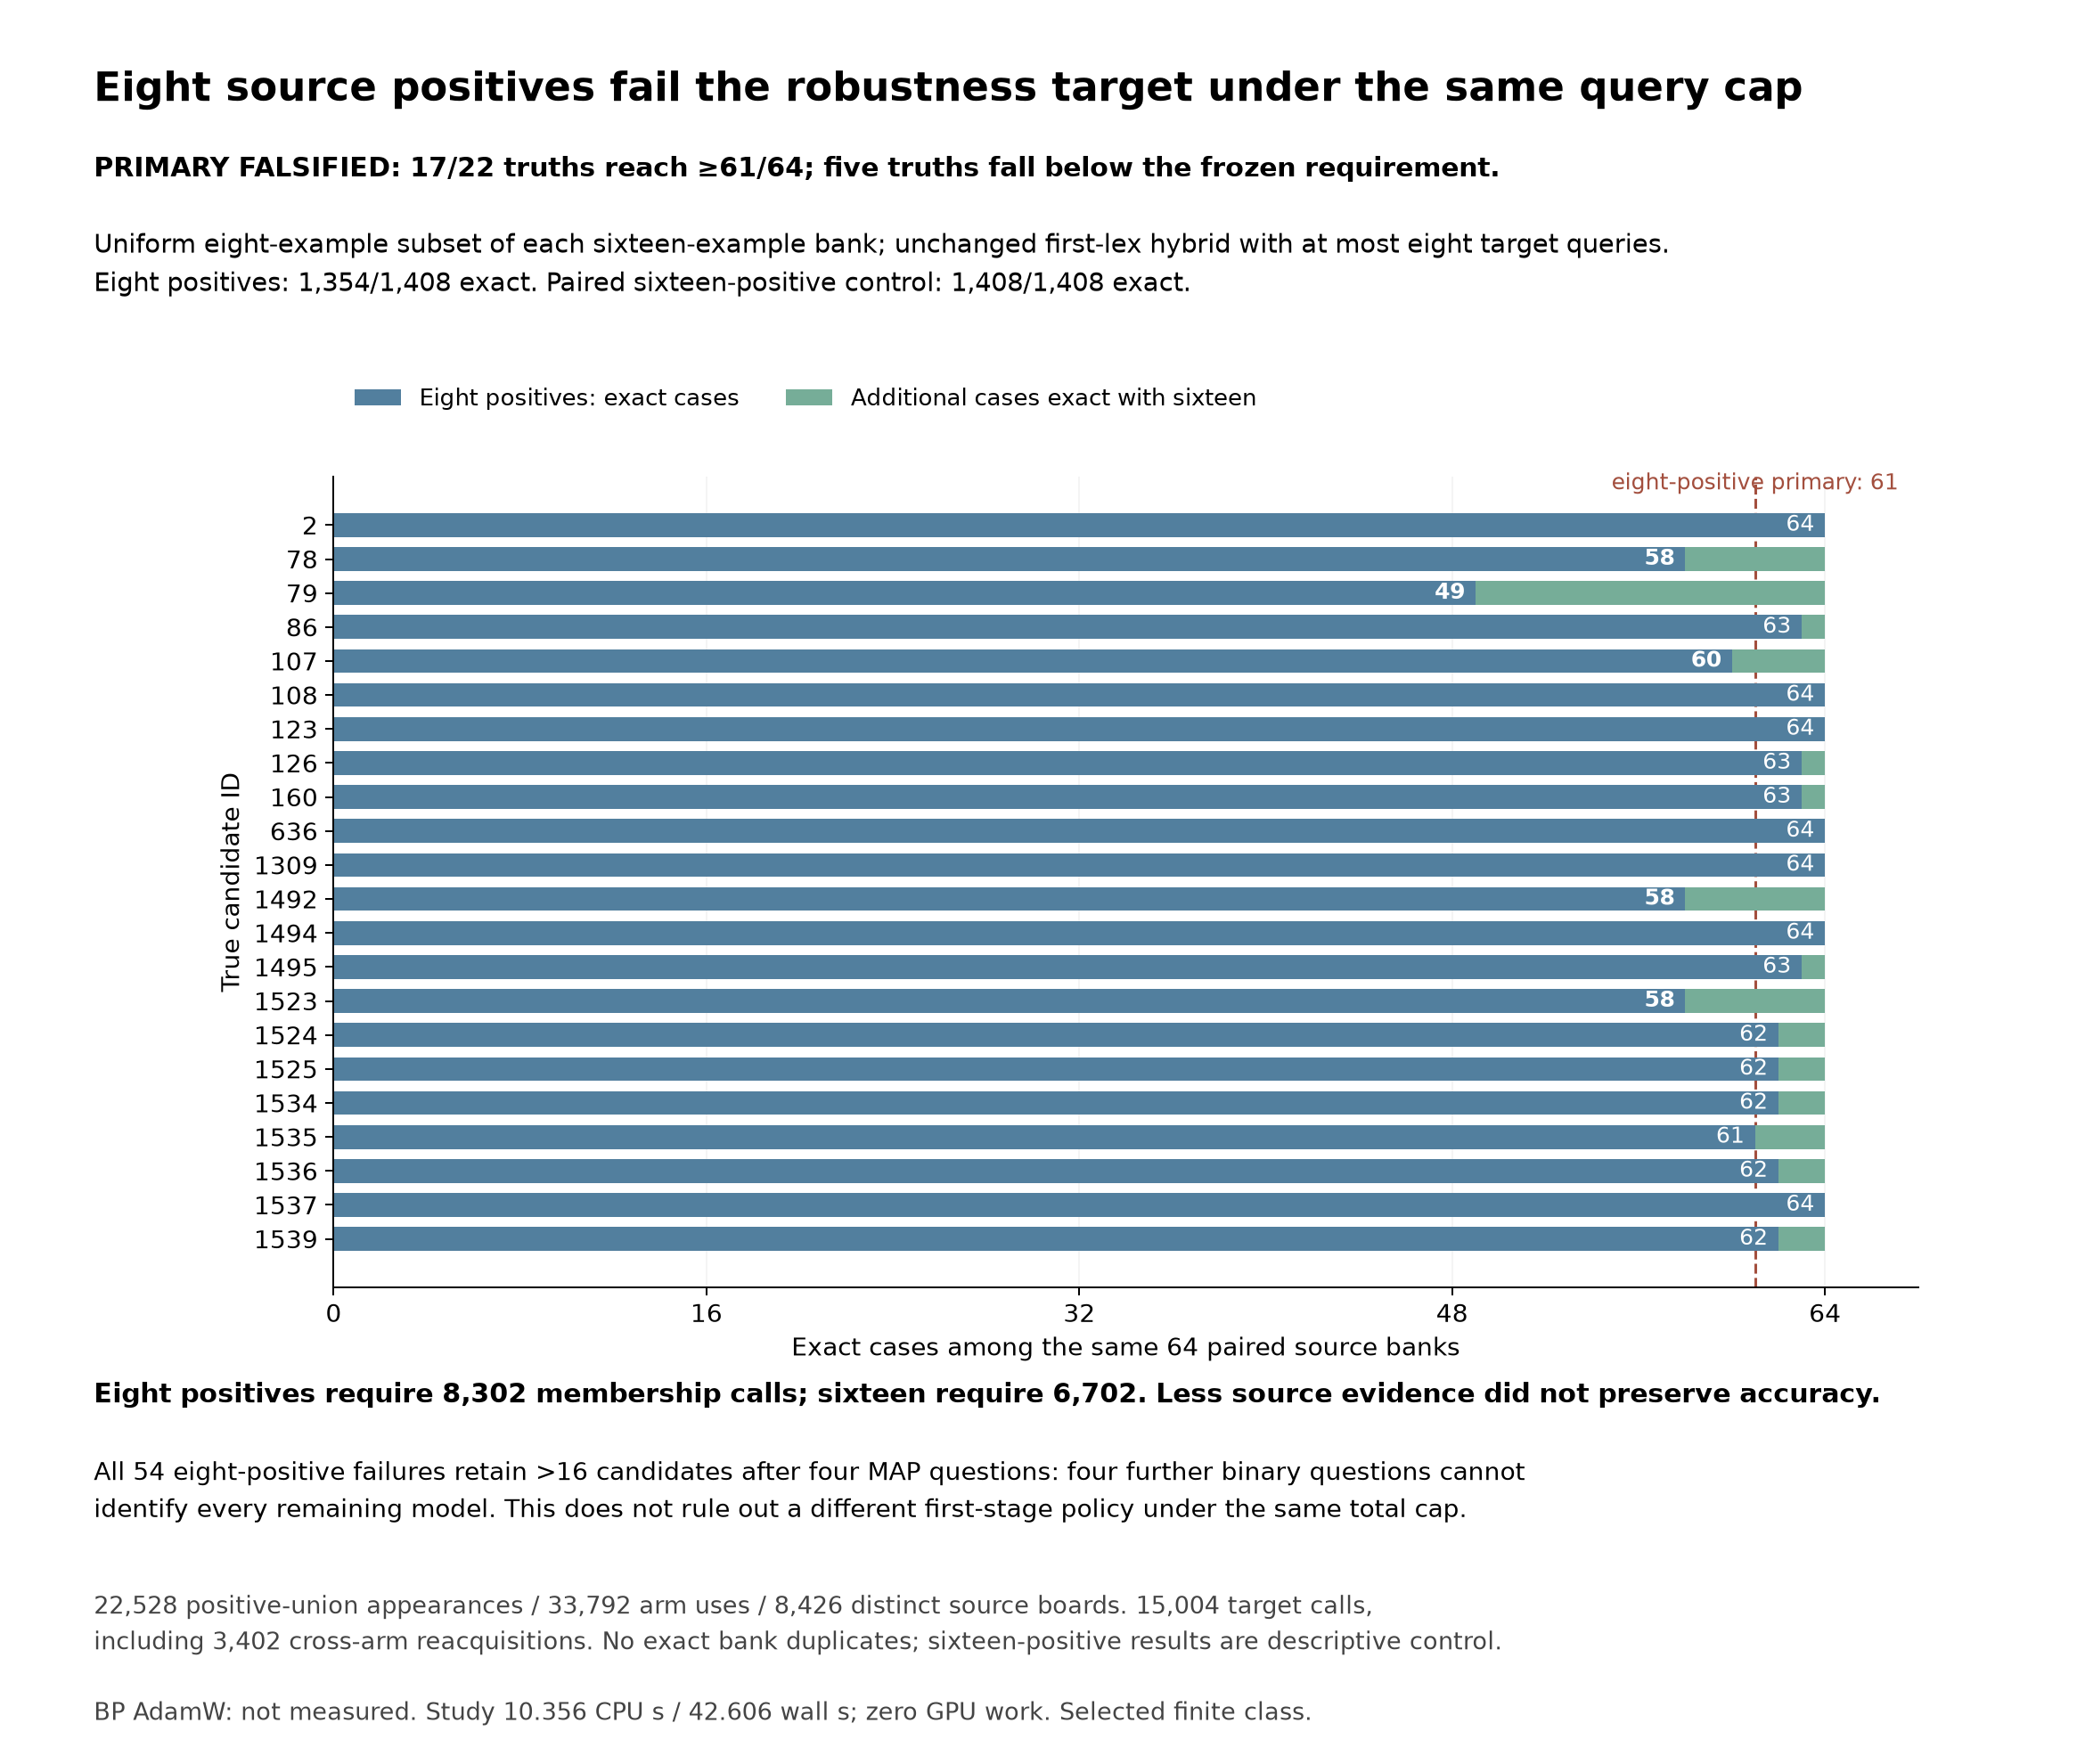 Eight source positives fail the robustness target under the same query cap
PRIMARY FALSIFIED: 17/22 truths reach ≥61/64; five truths fall below the frozen requirement.
Uniform eight-example subset of each sixteen-example bank; unchanged first-lex hybrid with at most eight target queries.
Eight positives: 1,354/1,408 exact. Paired sixteen-positive control: 1,408/1,408 exact.
Eight positives: exact cases
Additional cases exact with sixteen
eight-positive primary: 61
True candidate ID
2 64
78 58
79 49
86 63
107 60
108 64
123 64
126 63
160 63
636 64
1309 64
1492 58
1494 64
1495 63
1523 58
1524 62
1525 62
1534 62
1535 61
1536 62
1537 64
1539 62
0 16 32 48 64
Exact cases among the same 64 paired source banks
Eight positives require 8,302 membership calls; sixteen require 6,702. Less source evidence did not preserve accuracy.
All 54 eight-positive failures retain >16 candidates after four MAP questions: four further binary questions cannot
identify every remaining model. This does not rule out a different first-stage policy under the same total cap.
22,528 positive-union appearances / 33,792 arm uses / 8,426 distinct source boards. 15,004 target calls,
including 3,402 cross-arm reacquisitions. No exact bank duplicates; sixteen-positive results are descriptive control.
BP AdamW: not measured. Study 10.356 CPU s / 42.606 wall s; zero GPU work. Selected finite class.